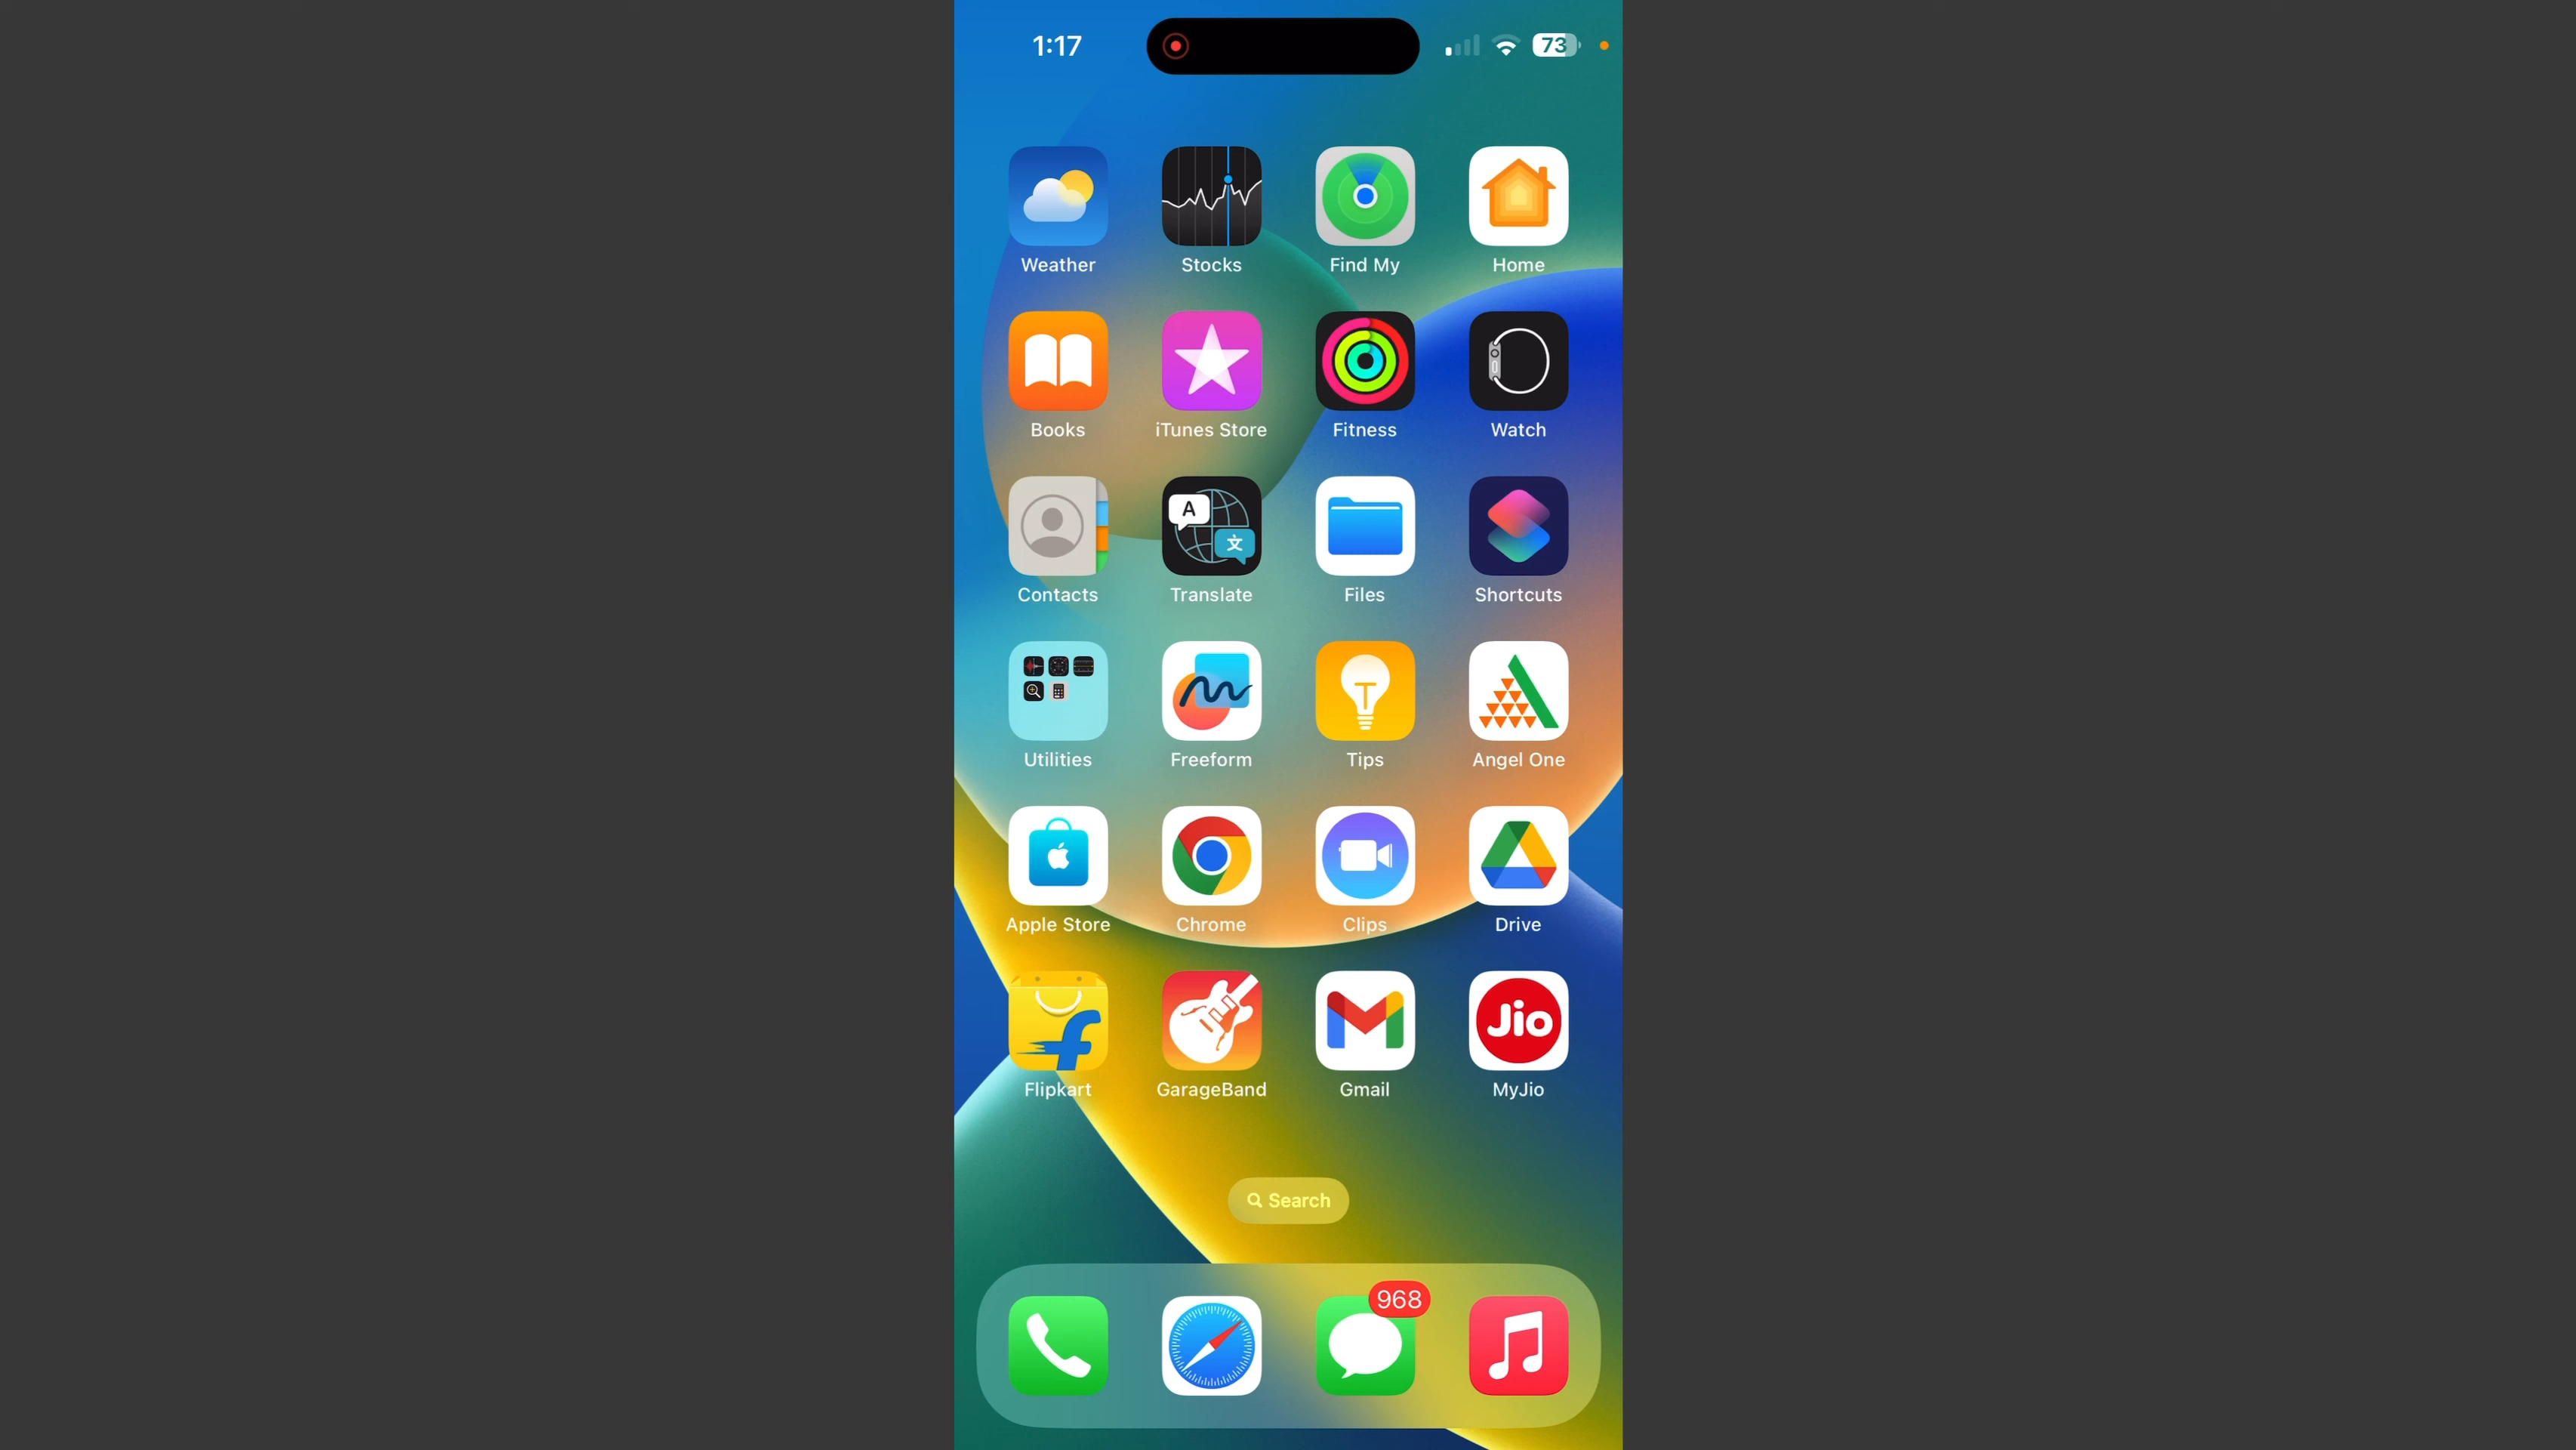 1:17
73
Weather Stocks Find My Home
Books iTunes Store Fitness Watch
A
文
Contacts Translate Files Shortcuts
Utilities Freeform Tips Angel One
Apple Store Chrome Clips Drive
Jio
Flipkart GarageBand Gmail MyJio
Search
968